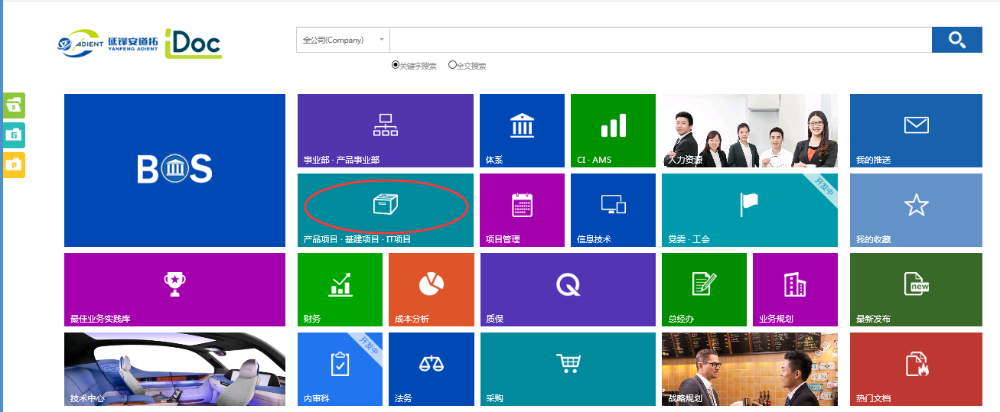 ADIENT
延锋安道拓
YANFENG ADIENT
iDoc
全公司(Company)
关键字搜索
全文搜索
S
G
P
BOS
事业部 · 产品事业部
体系
CI · AMS
人力资源
我的推送
产品项目 · 基建项目 · IT项目
项目管理
信息技术
党委 · 工会
开发中
我的收藏
最佳业务实践库
财务
成本分析
Q
质保
总经办
业务规划
new
最新发布
技术中心
内审科
开发中
法务
采购
战略规划
热门文档